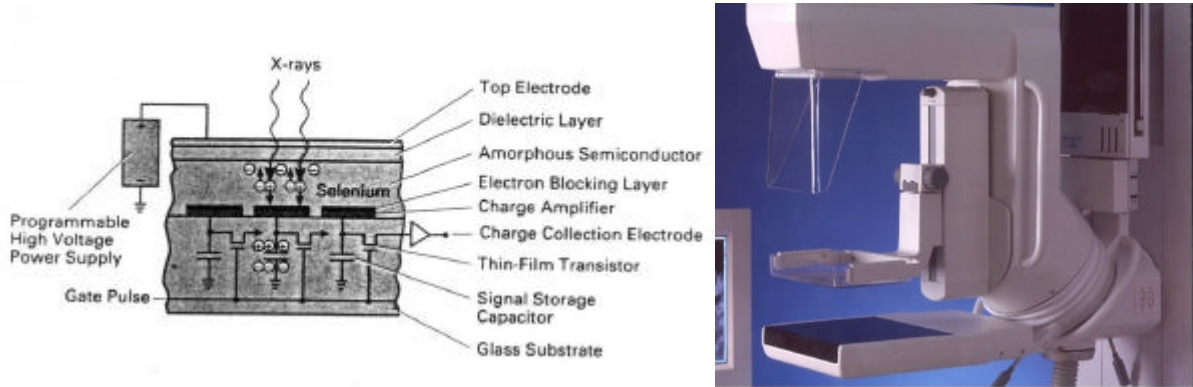 X-rays
Top Electrode
Dielectric Layer
Amorphous Semiconductor
Selenium
Electron Blocking Layer
Charge Amplifier
Programmable
High Voltage
Power Supply
Charge Collection Electrode
Thin-Film Transistor
Gate Pulse
Signal Storage
Capacitor
Glass Substrate